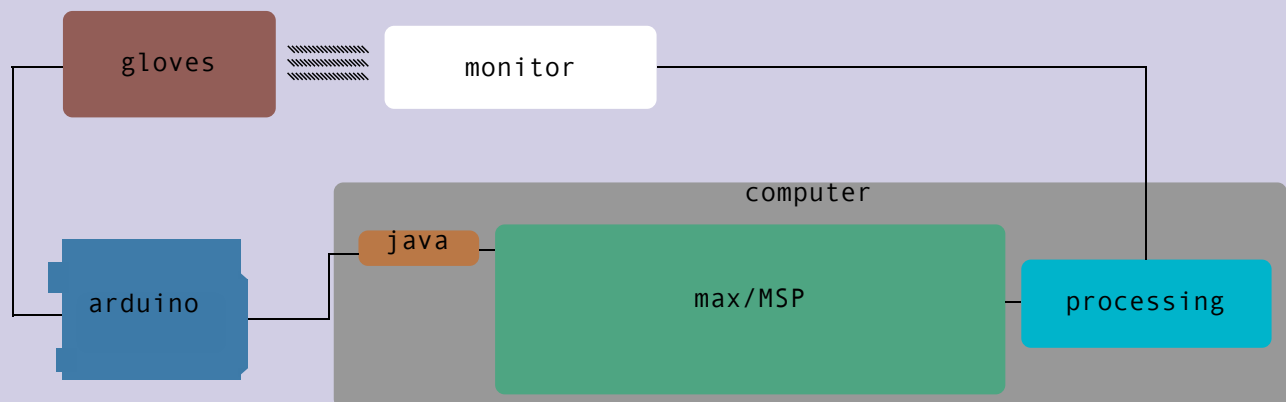 gloves
monitor
computer
java
max/MSP
arduino
processing